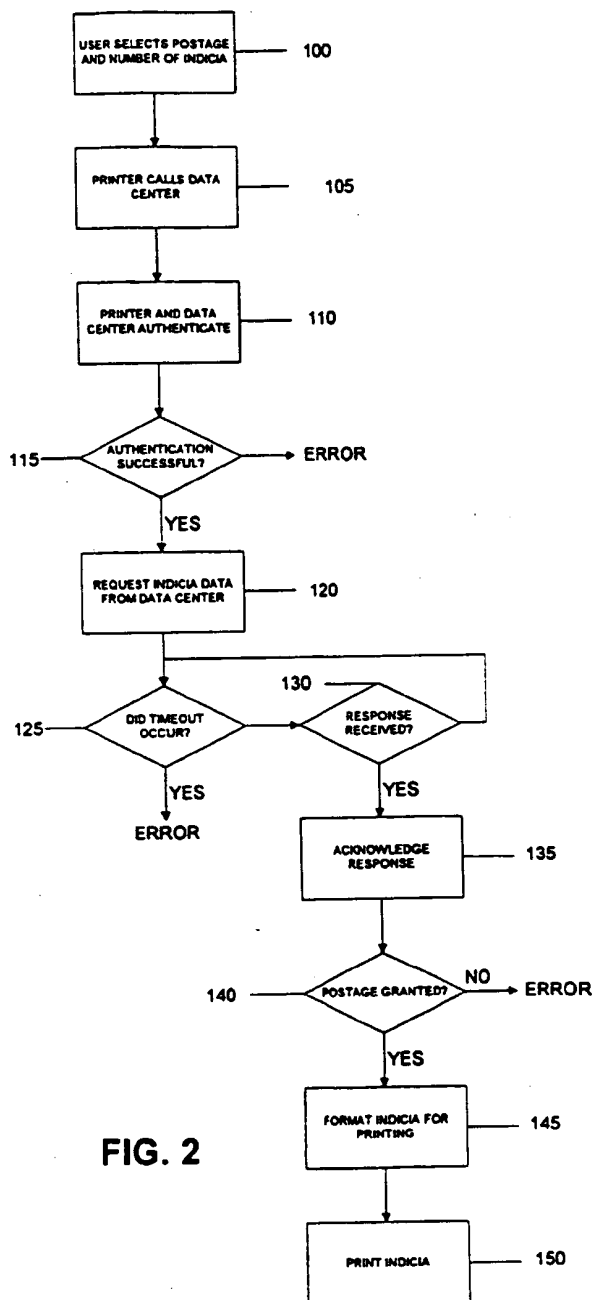 USER SELECTS POSTAGE
AND NUMBER OF INDICIA
100
PRINTER CALLS DATA
CENTER
105
PRINTER AND DATA
CENTER AUTHENTICATE
110
AUTHENTICATION
SUCCESSFUL?
115
ERROR
YES
REQUEST INDICIA DATA
FROM DATA CENTER
120
130
DID TIMEOUT
OCCUR?
125
RESPONSE
RECEIVED?
YES
YES
ERROR
ACKNOWLEDGE
RESPONSE
135
POSTAGE GRANTED?
NO
ERROR
140
YES
FORMAT INDICIA FOR
PRINTING
145
FIG. 2
PRINT INDICIA
150